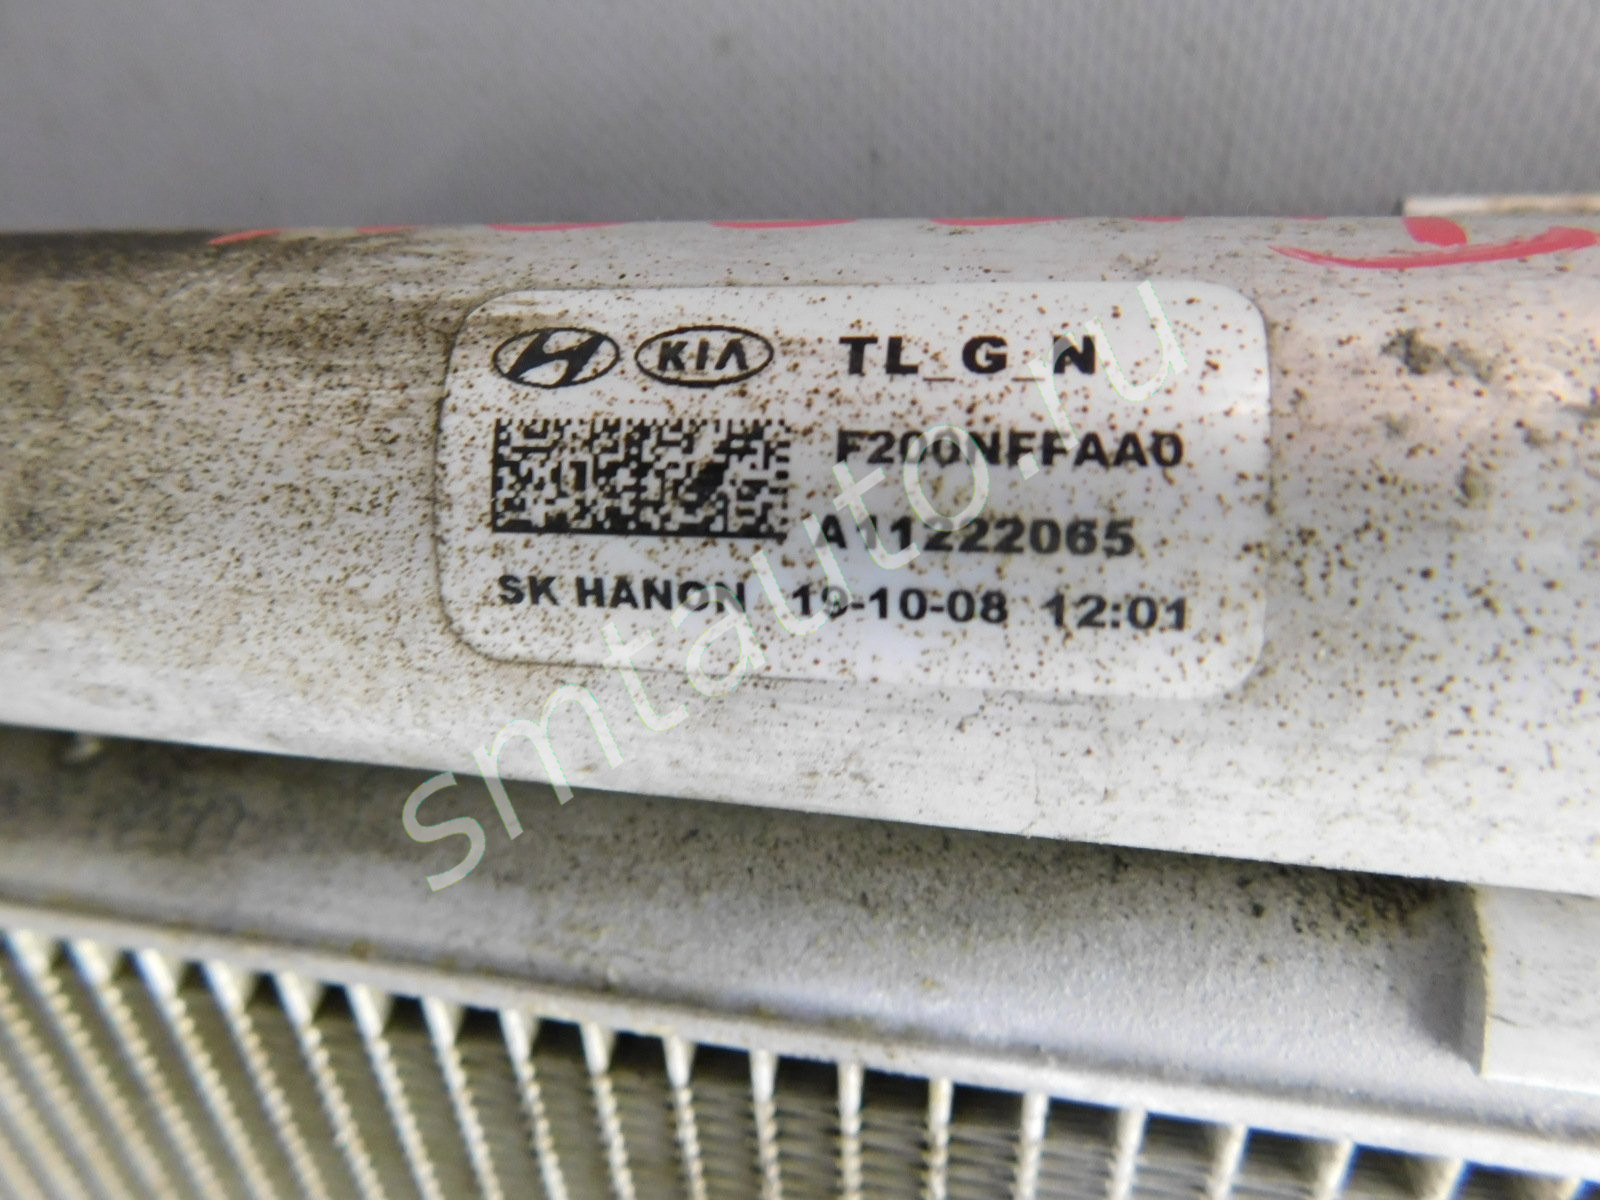 KIA TL_G_N
F200NFFAA0
A11222065
SK HANON 19-10-08 12:01
smtauto.ru